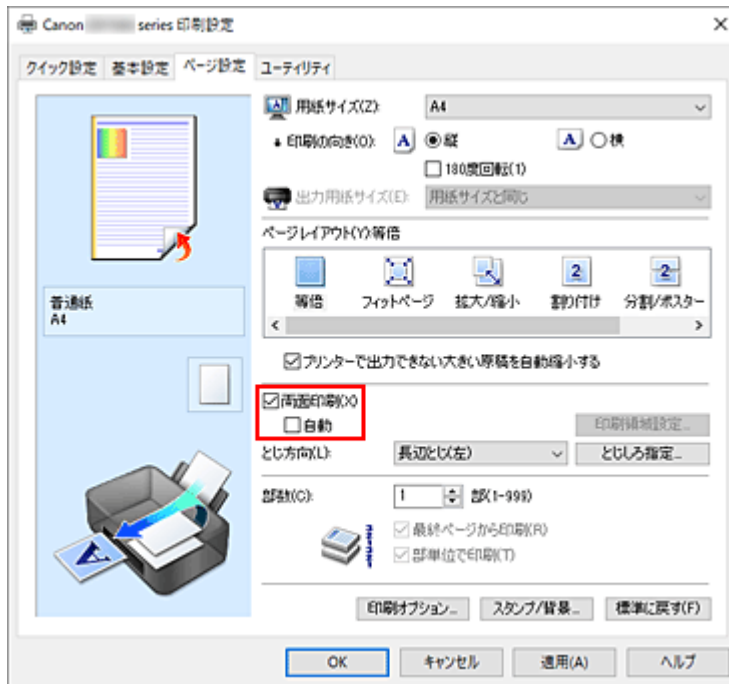 Canon series 印刷設定
クイック設定 基本設定 ページ設定 ユーティリティ
用紙サイズ(Z): A4
印刷の向き(O): A 縦 A 横
180度回転(1)
出力用紙サイズ(E): 用紙サイズと同じ
ページレイアウト(Y):等倍
2 2
等倍 フィットページ 拡大/縮小 割り付け 分割/ポスター
普通紙
A4
プリンターで出力できない大きい原稿を自動縮小する
両面印刷(X)
自動
印刷領域設定...
とじ方向(L): 長辺とじ(左) とじしろ指定...
部数(C): 1 部(1-999)
最終ページから印刷(R)
部単位で印刷(T)
A
印刷オプション... スタンプ/背景... 標準に戻す(F)
OK キャンセル 適用(A) ヘルプ